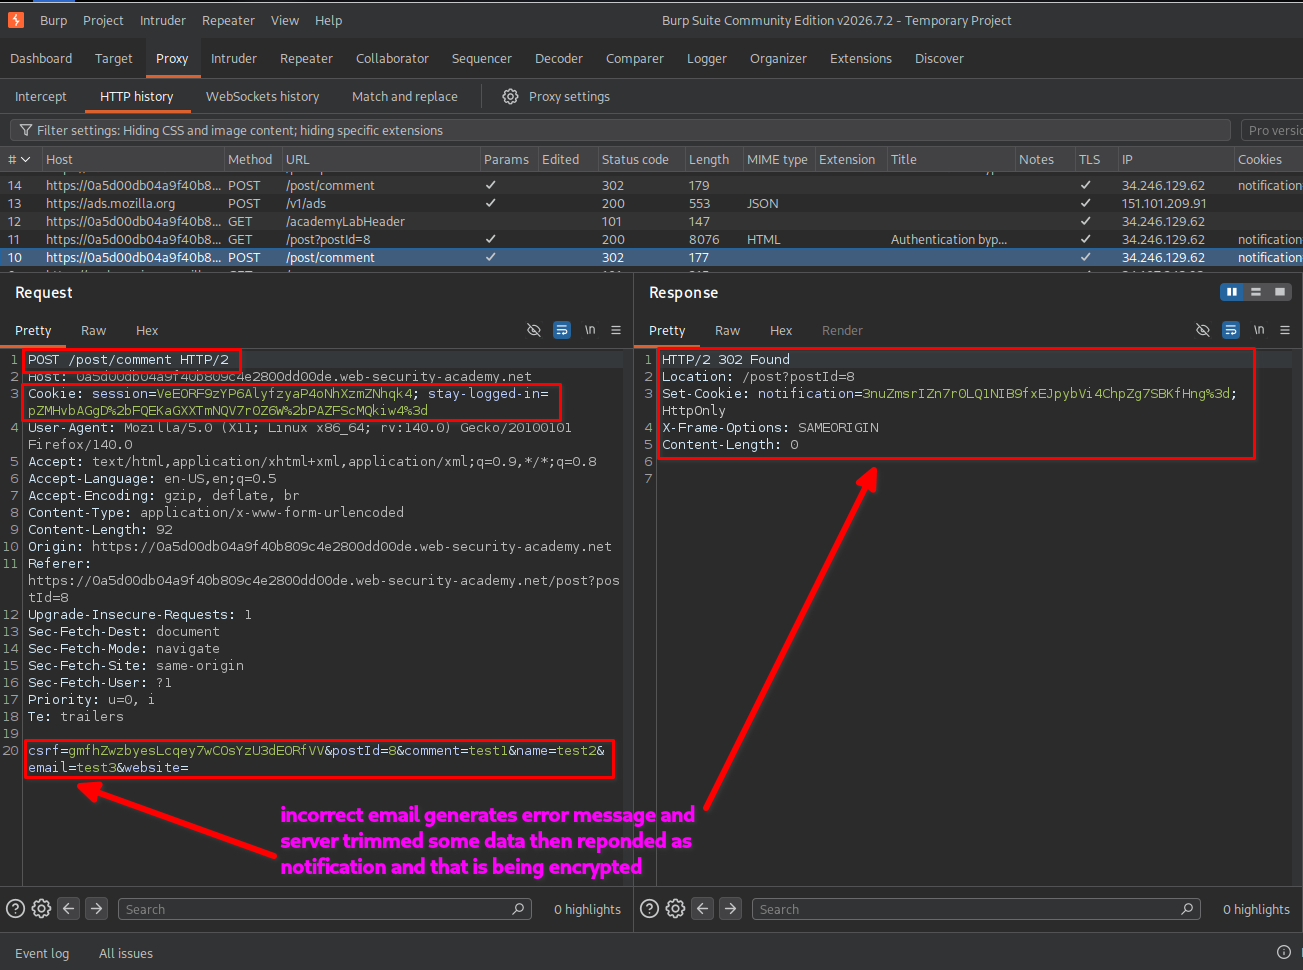 Burp Project Intruder Repeater View Help Burp Suite Community Edition v2026.7.2 - Temporary Project
Dashboard Target Proxy Intruder Repeater Collaborator Sequencer Decoder Comparer Logger Organizer Extensions Discover
Intercept HTTP history WebSockets history Match and replace Proxy settings
Filter settings: Hiding CSS and image content; hiding specific extensions Pro versio
# Host Method URL Params Edited Status code Length MIME type Extension Title Notes TLS IP Cookies
14 https://0a5d00db04a9f40b8... POST /post/comment ✓ 302 179 ✓ 34.246.129.62 notification
13 https://ads.mozilla.org POST /v1/ads ✓ 200 553 JSON ✓ 151.101.209.91
12 https://0a5d00db04a9f40b8... GET /academyLabHeader 101 147 ✓ 34.246.129.62
11 https://0a5d00db04a9f40b8... GET /post?postId=8 ✓ 200 8076 HTML Authentication byp... ✓ 34.246.129.62 notification
10 https://0a5d00db04a9f40b8... POST /post/comment ✓ 302 177 ✓ 34.246.129.62 notification
Request
Pretty Raw Hex \n
1 POST /post/comment HTTP/2
2 Host: 0a5d00db04a9f40b809c4e2800dd00de.web-security-academy.net
3 Cookie: session=VeEORF9zYP6AlyfzyaP4oNhXzmZNhqk4; stay-logged-in=
pZMHvbAGgD%2bFQEKaGXXTmNQV7rOZ6W%2bPAZFScMQkiw4%3d
4 User-Agent: Mozilla/5.0 (X11; Linux x86_64; rv:140.0) Gecko/20100101
Firefox/140.0
5 Accept: text/html,application/xhtml+xml,application/xml;q=0.9,*/*;q=0.8
6 Accept-Language: en-US,en;q=0.5
7 Accept-Encoding: gzip, deflate, br
8 Content-Type: application/x-www-form-urlencoded
9 Content-Length: 92
10 Origin: https://0a5d00db04a9f40b809c4e2800dd00de.web-security-academy.net
11 Referer:
https://0a5d00db04a9f40b809c4e2800dd00de.web-security-academy.net/post?po
stId=8
12 Upgrade-Insecure-Requests: 1
13 Sec-Fetch-Dest: document
14 Sec-Fetch-Mode: navigate
15 Sec-Fetch-Site: same-origin
16 Sec-Fetch-User: ?1
17 Priority: u=0, i
18 Te: trailers
19
20 csrf=gmfhZwzbyesLcqey7wCOsYzU3dEORfVV&postId=8&comment=test1&name=test2&
email=test3&website=
Response
Pretty Raw Hex Render \n
1 HTTP/2 302 Found
2 Location: /post?postId=8
3 Set-Cookie: notification=3nuZmsrIZn7r0LQlNIB9fxEJpybVi4ChpZg7SBKfHng%3d;
HttpOnly
4 X-Frame-Options: SAMEORIGIN
5 Content-Length: 0
6
7
incorrect email generates error message and
server trimmed some data then reponded as
notification and that is being encrypted
Search 0 highlights
Search 0 highlights
Event log All issues